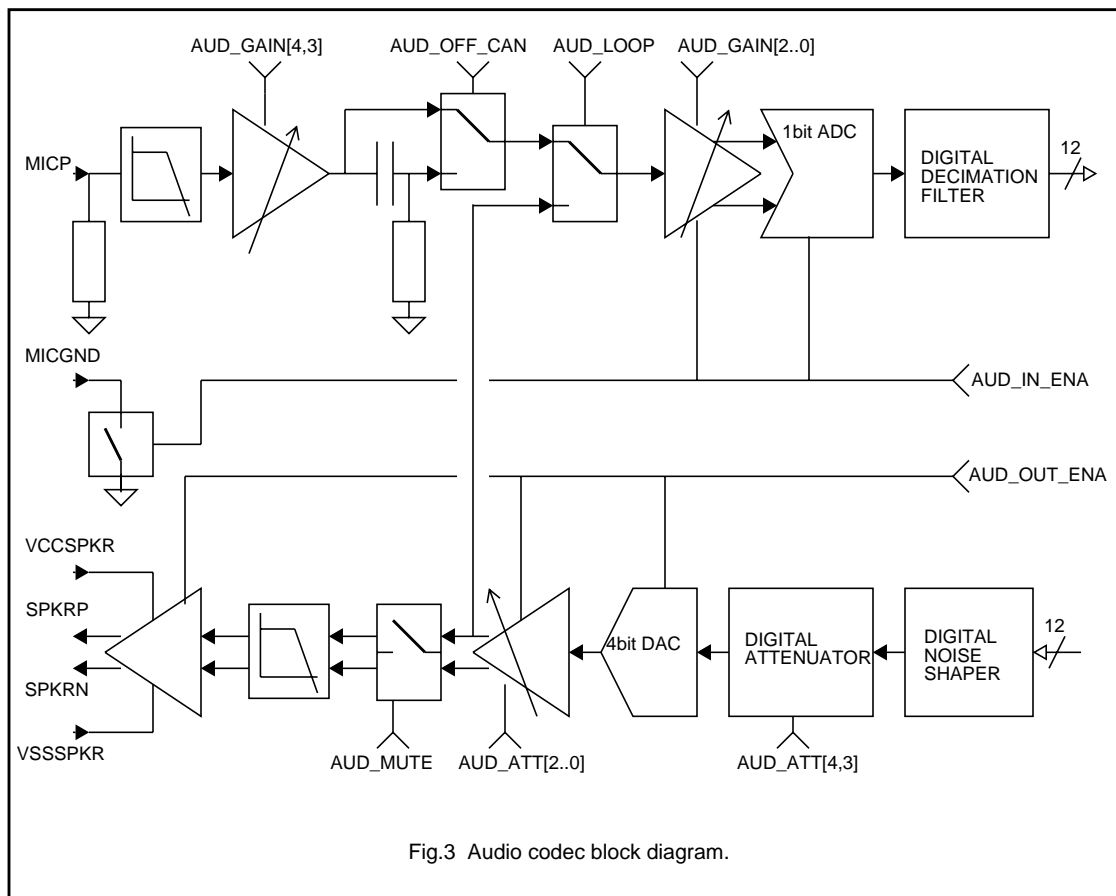 AUD_GAIN[4,3]
AUD_OFF_CAN
AUD_LOOP
AUD_GAIN[2..0]
MICP
1bit ADC
DIGITAL
DECIMATION
FILTER
12
MICGND
AUD_IN_ENA
AUD_OUT_ENA
VCCSPKR
SPKRP
SPKRN
VSSSPKR
4bit DAC
DIGITAL
ATTENUATOR
DIGITAL
NOISE
SHAPER
12
AUD_MUTE
AUD_ATT[2..0]
AUD_ATT[4,3]
Fig.3 Audio codec block diagram.